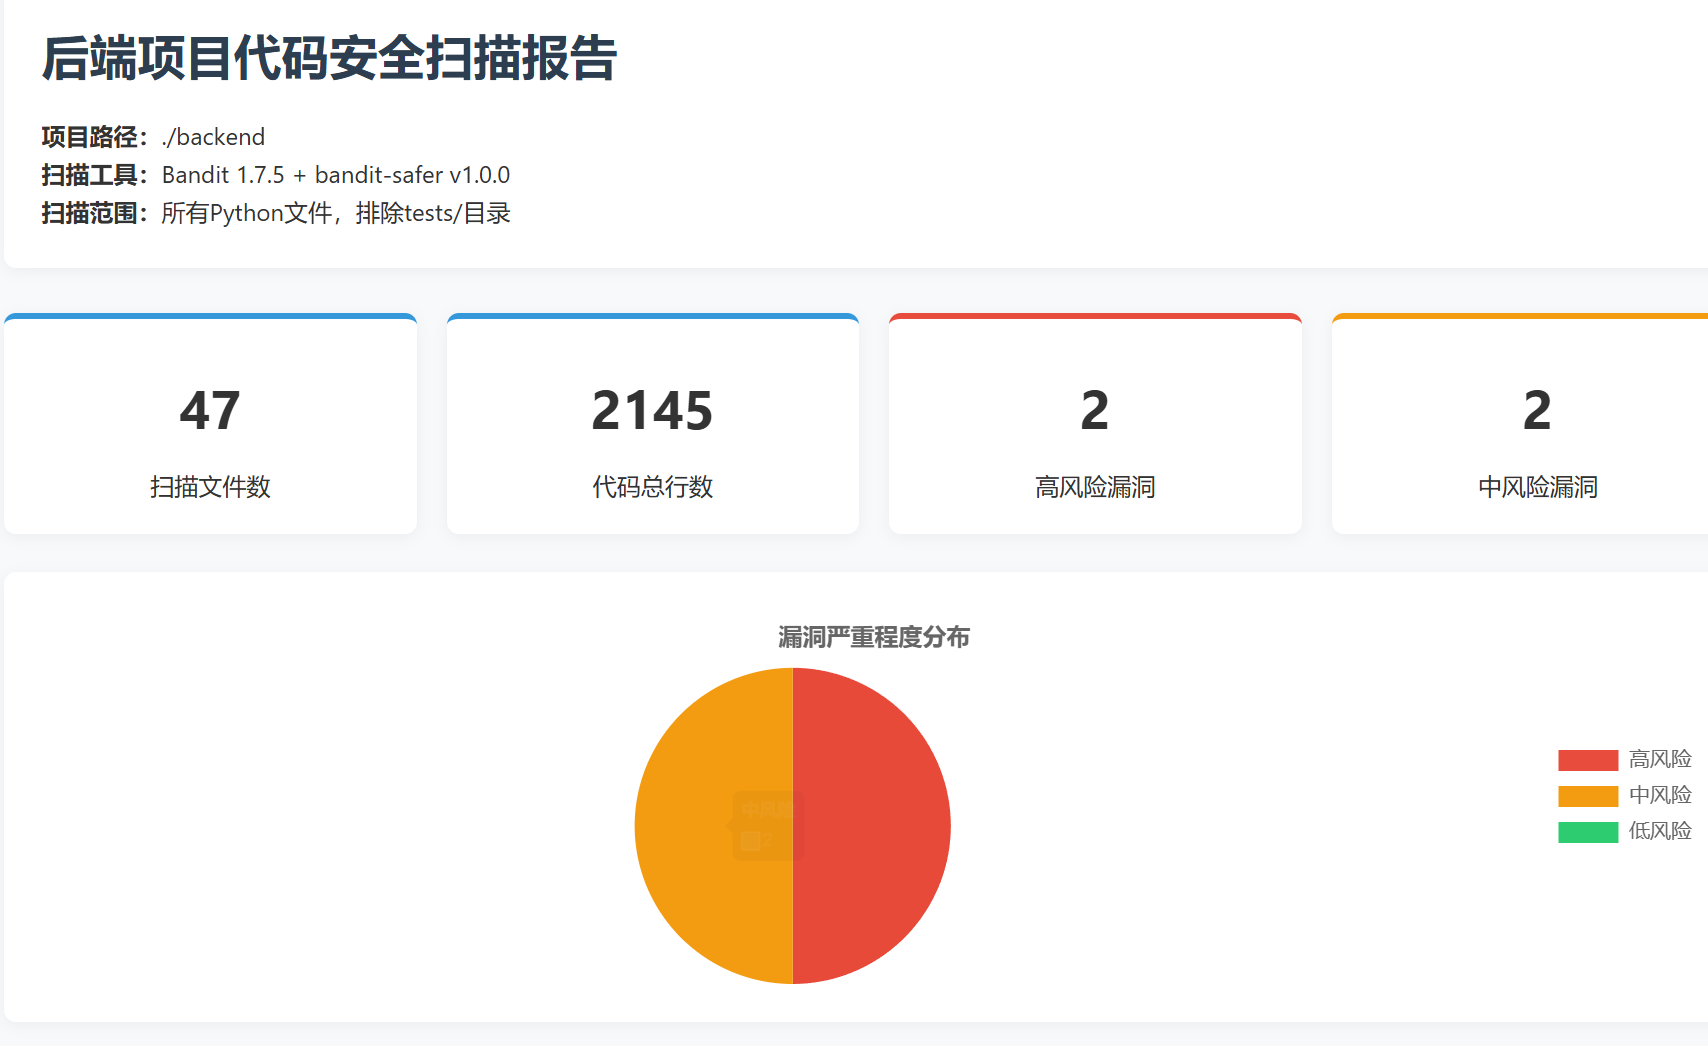 后端项目代码安全扫描报告
项目路径：./backend
扫描工具：Bandit 1.7.5 + bandit-safer v1.0.0
扫描范围：所有Python文件，排除tests/目录
47
扫描文件数
2145
代码总行数
2
高风险漏洞
2
中风险漏洞
漏洞严重程度分布
中风险
2
高风险
中风险
低风险